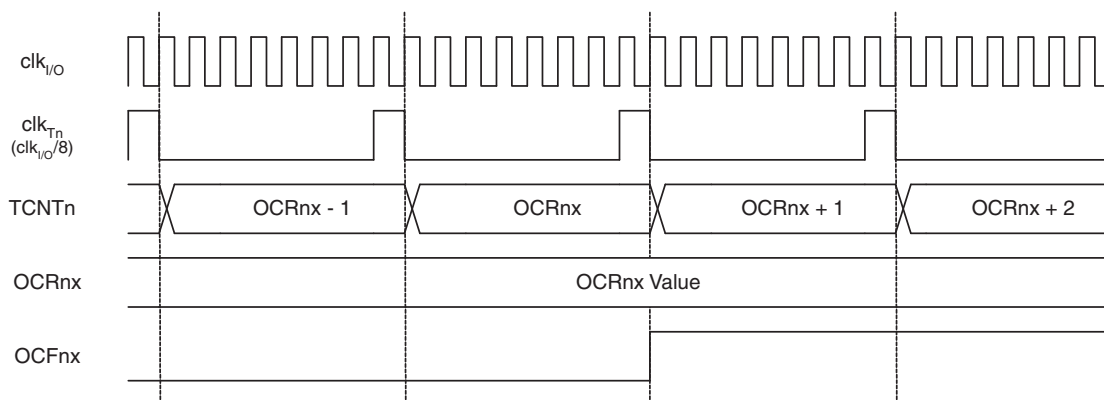 clkI/O
clkTn
(clkI/O/8)
TCNTn
OCRnx - 1
OCRnx
OCRnx + 1
OCRnx + 2
OCRnx
OCRnx Value
OCFnx